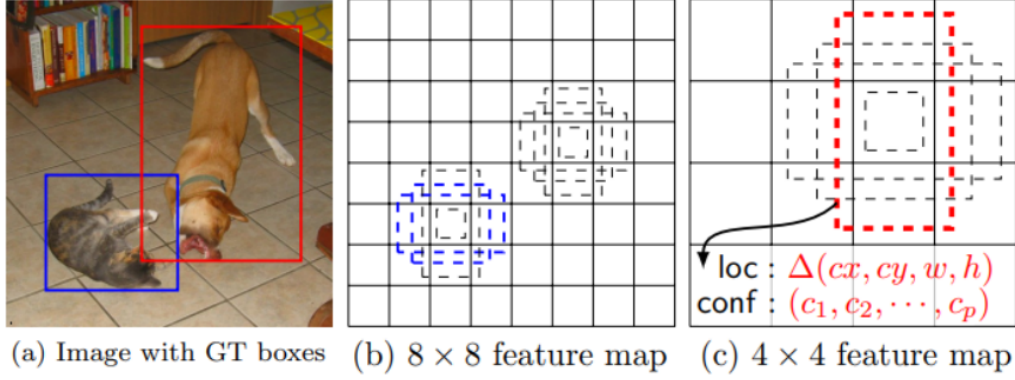 loc : Δ(cx, cy, w, h)
conf : (c₁, c₂, ⋯, cₚ)
(a) Image with GT boxes
(b) 8 × 8 feature map
(c) 4 × 4 feature map